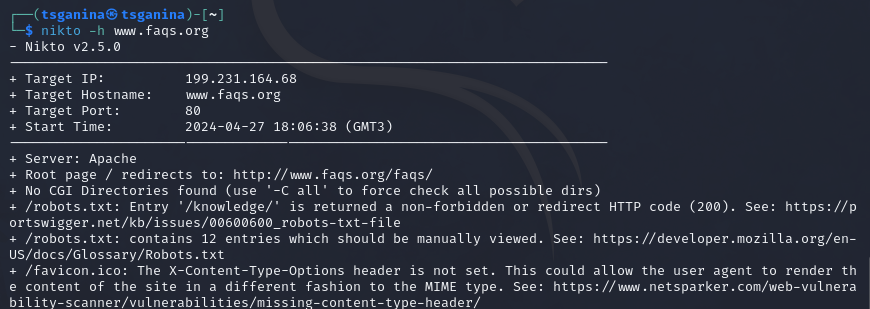 ┌──(tsganina㉿tsganina)-[~]
└─$ nikto -h www.faqs.org
- Nikto v2.5.0
---------------------------------------------------------------------------
+ Target IP:          199.231.164.68
+ Target Hostname:    www.faqs.org
+ Target Port:        80
+ Start Time:         2024-04-27 18:06:38 (GMT3)
---------------------------------------------------------------------------
+ Server: Apache
+ Root page / redirects to: http://www.faqs.org/faqs/
+ No CGI Directories found (use '-C all' to force check all possible dirs)
+ /robots.txt: Entry '/knowledge/' is returned a non-forbidden or redirect HTTP code (200). See: https://p
ortswigger.net/kb/issues/00600600_robots-txt-file
+ /robots.txt: contains 12 entries which should be manually viewed. See: https://developer.mozilla.org/en-
US/docs/Glossary/Robots.txt
+ /favicon.ico: The X-Content-Type-Options header is not set. This could allow the user agent to render th
e content of the site in a different fashion to the MIME type. See: https://www.netsparker.com/web-vulnera
bility-scanner/vulnerabilities/missing-content-type-header/